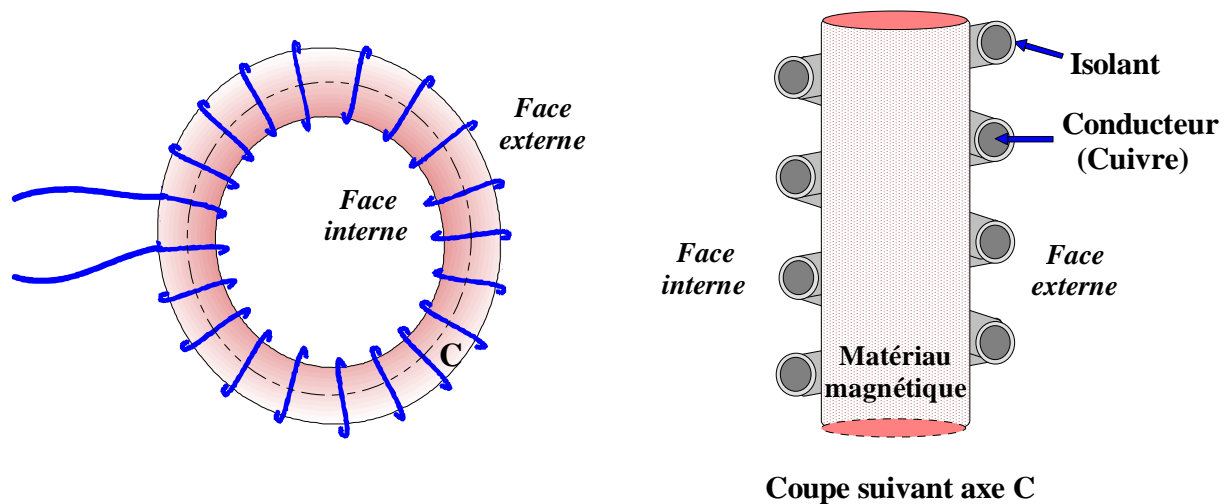 Face
externe
Face
interne
C
Isolant
Conducteur
(Cuivre)
Face
interne
Face
externe
Matériau
magnétique
Coupe suivant axe C